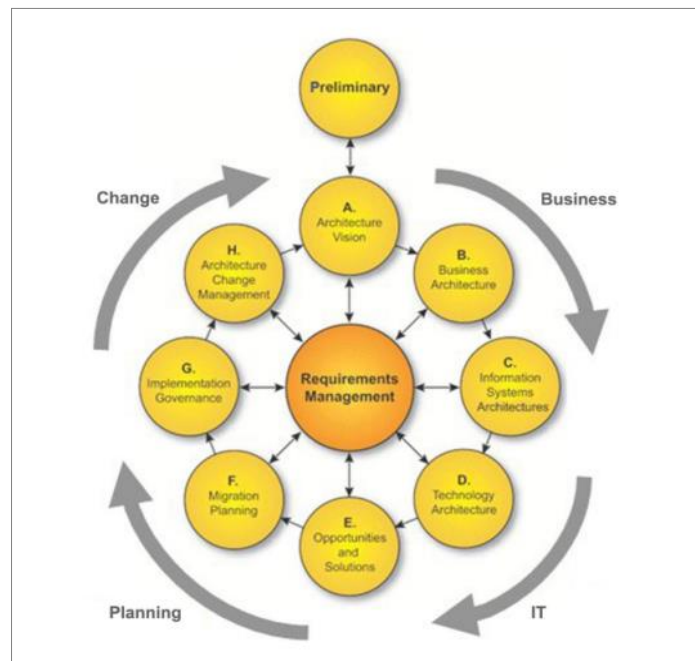 Preliminary
Change
Business
A.
Architecture
Vision
H.
Architecture
Change
Management
B.
Business
Architecture
G.
Implementation
Governance
Requirements
Management
C.
Information
Systems
Architectures
F.
Migration
Planning
D.
Technology
Architecture
E.
Opportunities
and
Solutions
Planning
IT